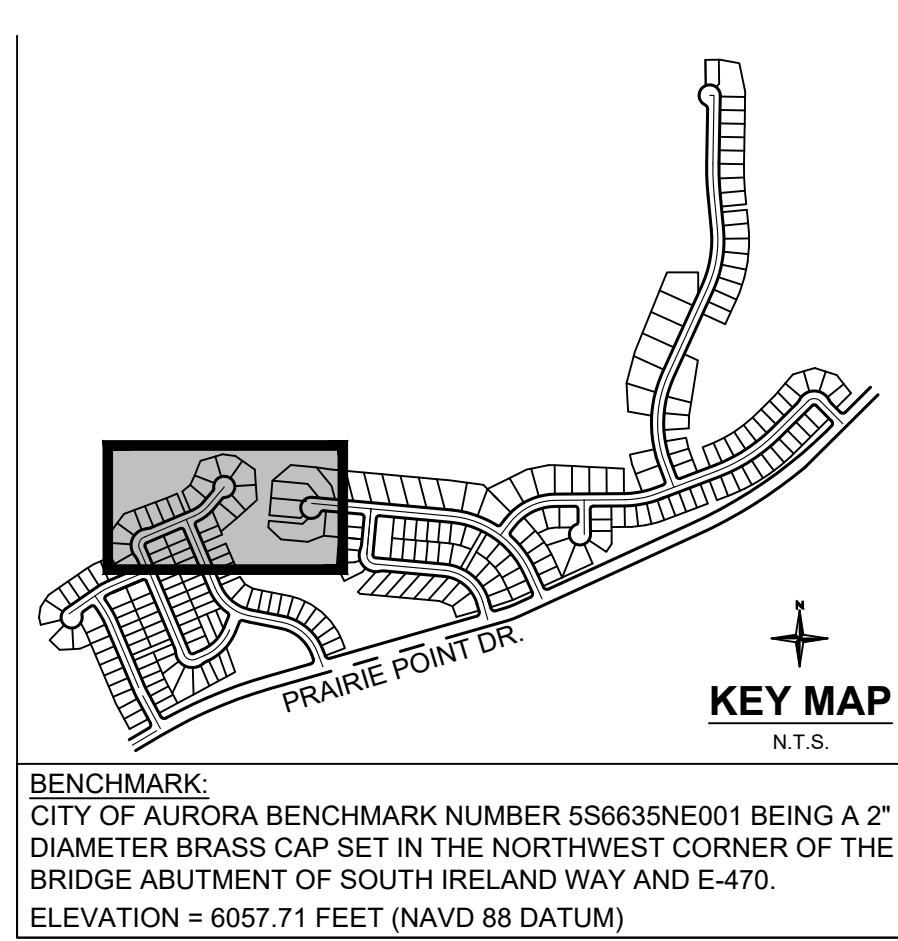 PRAIRIE POINT DR.
N
KEY MAP
N.T.S.
BENCHMARK:
CITY OF AURORA BENCHMARK NUMBER 5S6635NE001 BEING A 2"
DIAMETER BRASS CAP SET IN THE NORTHWEST CORNER OF THE
BRIDGE ABUTMENT OF SOUTH IRELAND WAY AND E-470.
ELEVATION = 6057.71 FEET (NAVD 88 DATUM)